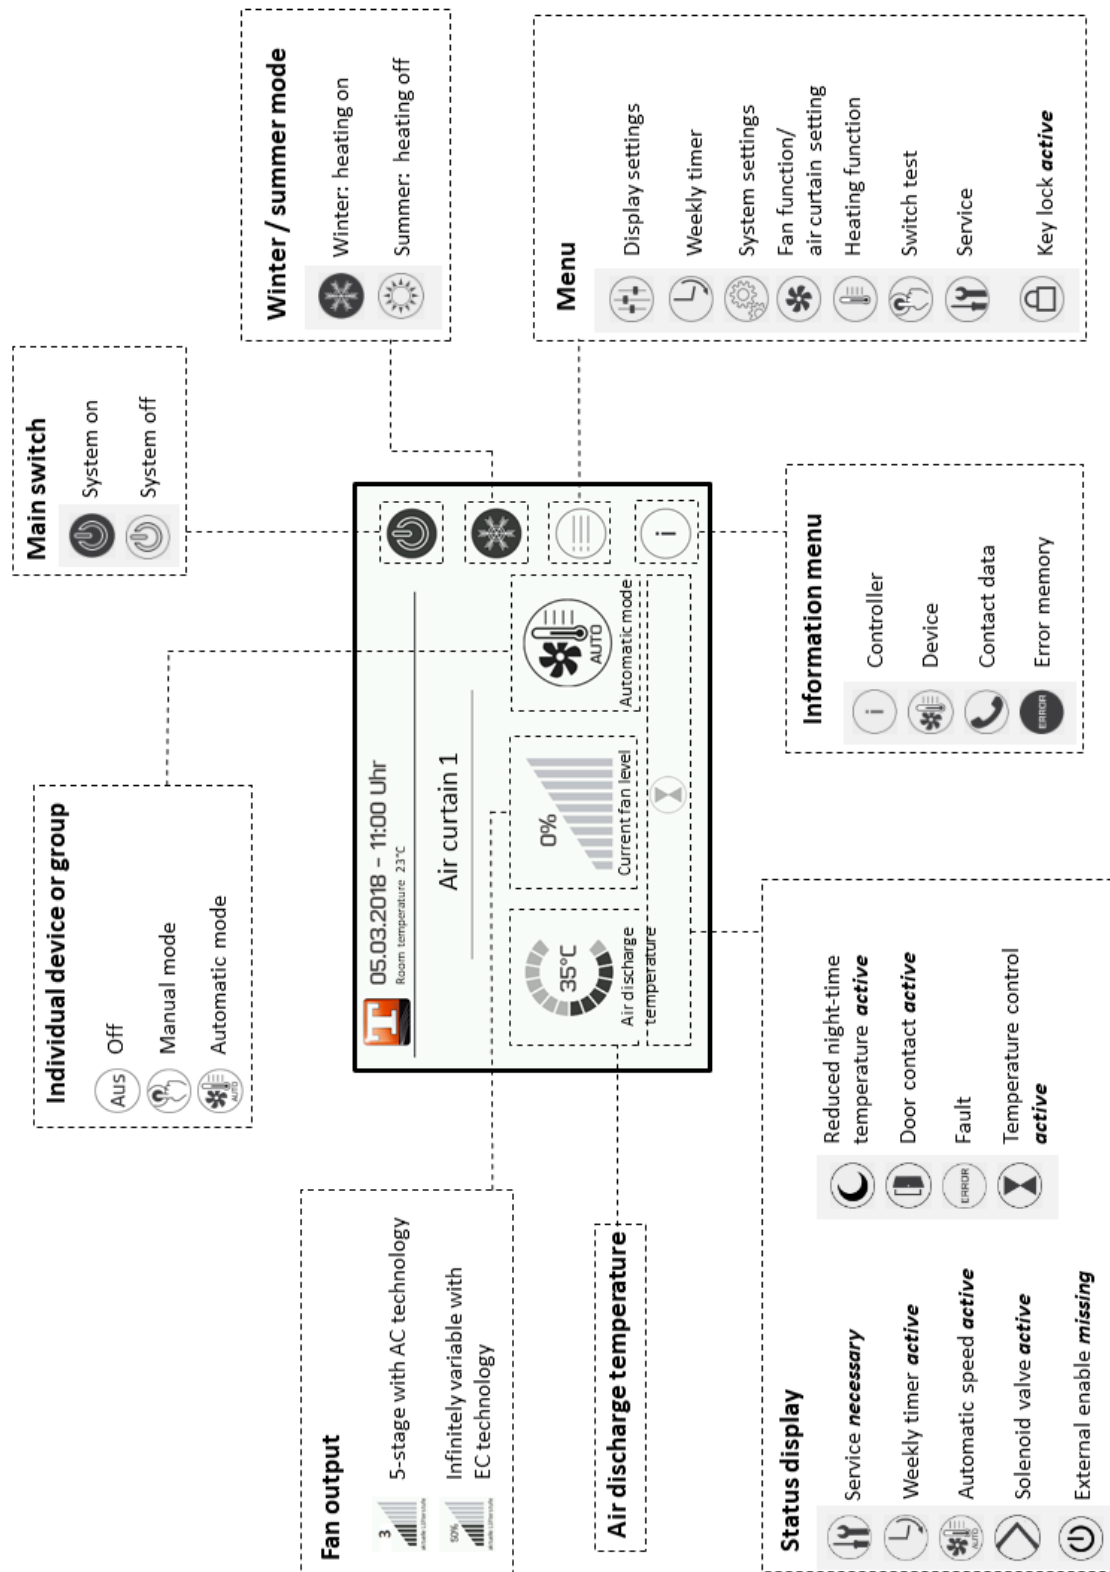 Individual device or group
Aus Off
Manual mode
AUTO Automatic mode
Main switch
System on
System off
Winter / summer mode
Winter: heating on
Summer: heating off
Fan output
3
aktuelle Lüfterstufe
5-stage with AC technology
50%
aktuelle Lüfterstufe
Infinitely variable with
EC technology
T
05.03.2018 – 11:00 Uhr
Room temperature 23°C
Air curtain 1
35°C
Air discharge
temperature
0%
Current fan level
AUTO
Automatic mode
i
Menu
Display settings
Weekly timer
System settings
Fan function/
air curtain setting
Heating function
Switch test
Service
Key lock active
Air discharge temperature
Status display
Service necessary
Weekly timer active
AUTO Automatic speed active
Solenoid valve active
External enable missing
Reduced night-time
temperature active
Door contact active
ERROR Fault
Temperature control
active
Information menu
i Controller
Device
Contact data
ERROR Error memory